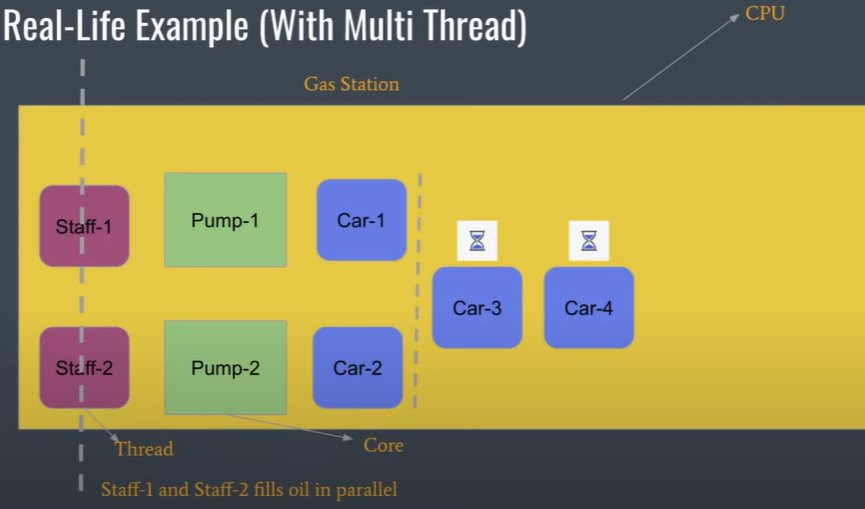 Real-Life Example (With Multi Thread)
CPU
Gas Station
Staff-1
Pump-1
Car-1
Car-3
Car-4
Staff-2
Pump-2
Car-2
Thread
Core
Staff-1 and Staff-2 fills oil in parallel